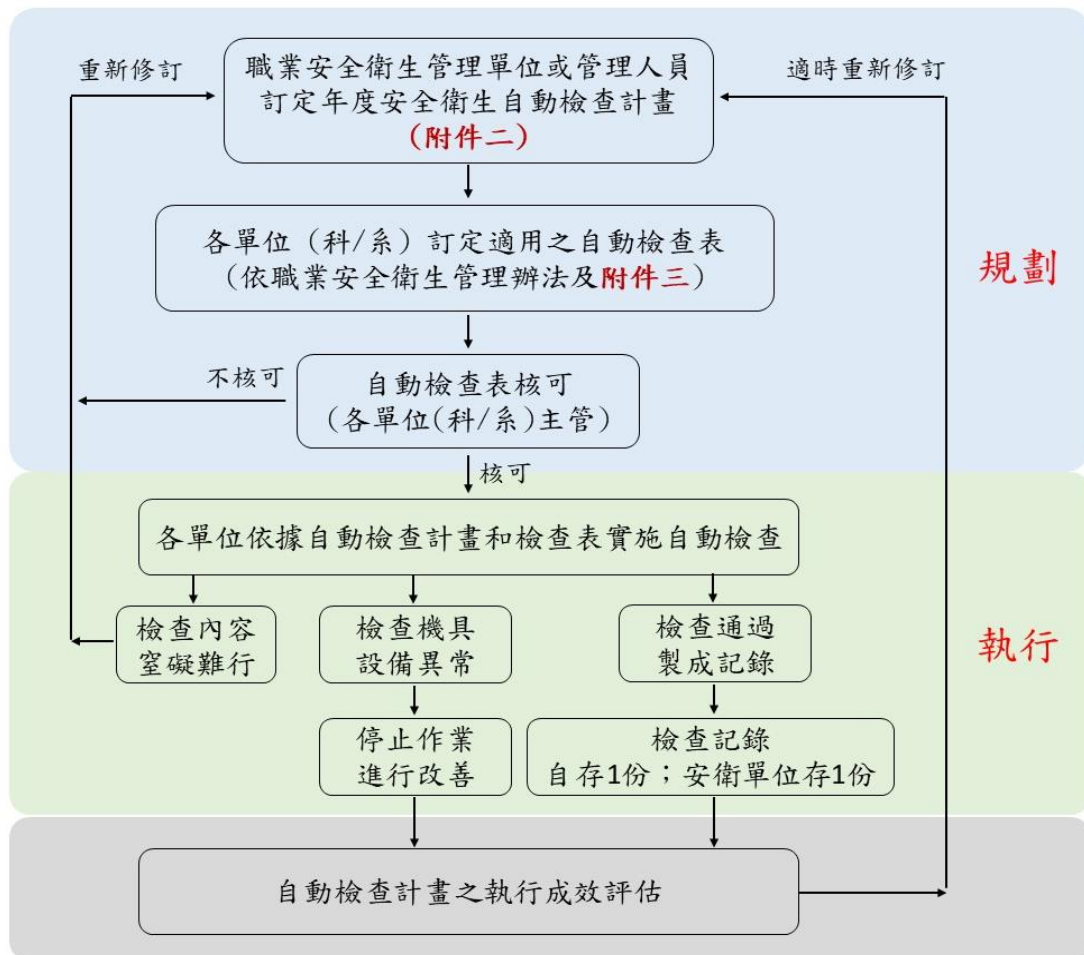 重新修訂
職業安全衛生管理單位或管理人員
訂定年度安全衛生自動檢查計畫
(附件二)
適時重新修訂
各單位（科/系）訂定適用之自動檢查表
（依職業安全衛生管理辦法及附件三）
規劃
不核可
自動檢查表核可
（各單位(科/系)主管）
核可
各單位依據自動檢查計畫和檢查表實施自動檢查
檢查內容
窒礙難行
檢查機具
設備異常
檢查通過
製成記錄
執行
停止作業
進行改善
檢查記錄
自存1份；安衛單位存1份
自動檢查計畫之執行成效評估